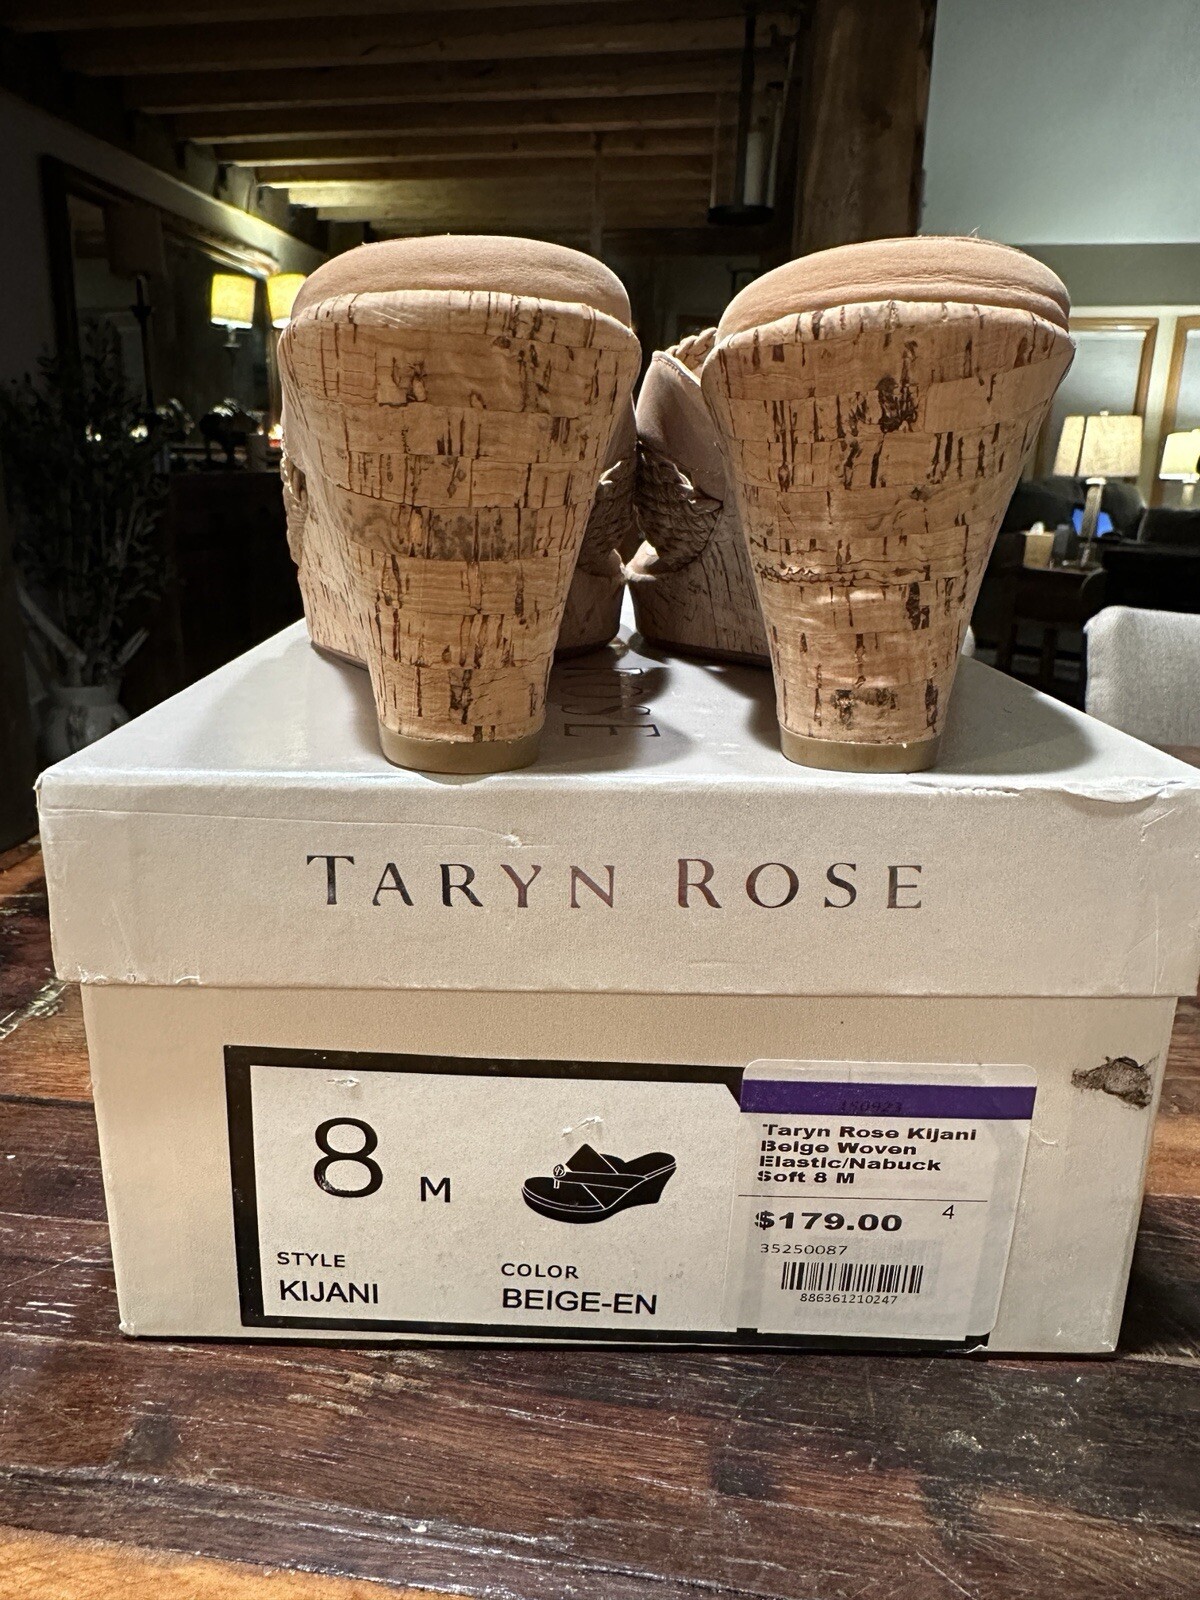 TARYN ROSE
8 M
STYLE
KIJANI
COLOR
BEIGE-EN
Taryn Rose Kijani
Beige Woven
Elastic/Nabuck
Soft 8 M
$179.00 4
35250087
886361210247